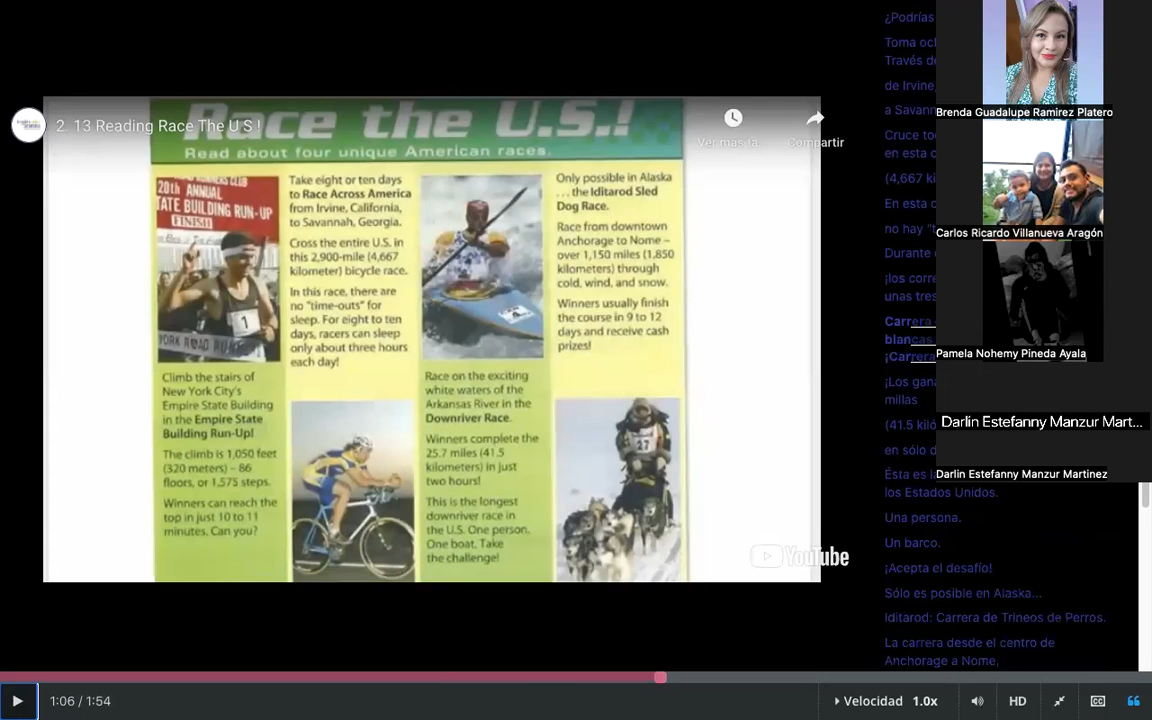 2. 13 Reading Race The U S !
Ver más ta
Compartir
Race the U.S.!
Read about four unique American races.
20th ANNUAL
BUILDING RUN-UP
FINISH
1
YORK ROAD
Climb the stairs of
New York City's
Empire State Building
in the Empire State
Building Run-Up!
The climb is 1,050 feet
(320 meters) – 86
floors, or 1,575 steps.
Winners can reach the
top in just 10 to 11
minutes. Can you?
Take eight or ten days
to Race Across America
from Irvine, California,
to Savannah, Georgia.
Cross the entire U.S. in
this 2,900-mile (4,667
kilometer) bicycle race.
In this race, there are
no "time-outs" for
sleep. For eight to ten
days, racers can sleep
only about three hours
each day!
Race on the exciting
white waters of the
Arkansas River in the
Downriver Race.
Winners complete the
25.7 miles (41.5
kilometers) in just
two hours!
This is the longest
downriver race in
the U.S. One person.
One boat. Take
the challenge!
Only possible in Alaska
. . . the Iditarod Sled
Dog Race.
Race from downtown
Anchorage to Nome –
over 1,150 miles (1,850
kilometers) through
cold, wind, and snow.
Winners usually finish
the course in 9 to 12
days and receive cash
prizes!
27
YouTube
¿Podrías
Toma och
Través de
de Irvine,
a Savann
Cruce to
en esta c
(4,667 ki
En esta c
no hay "t
Durante
¡los corre
unas tres
Carrera
blancas
¡Carrera
¡Los gana
millas
(41.5 kiló
en sólo d
Ésta es la
los Estados Unidos.
Una persona.
Un barco.
¡Acepta el desafío!
Sólo es posible en Alaska...
Iditarod: Carrera de Trineos de Perros.
La carrera desde el centro de
Anchorage a Nome,
Brenda Guadalupe Ramirez Platero
Carlos Ricardo Villanueva Aragón
Pamela Nohemy Pineda Ayala
Darlin Estefanny Manzur Mart...
Darlin Estefanny Manzur Martinez
1:06 / 1:54
Velocidad 1.0x
HD
CC